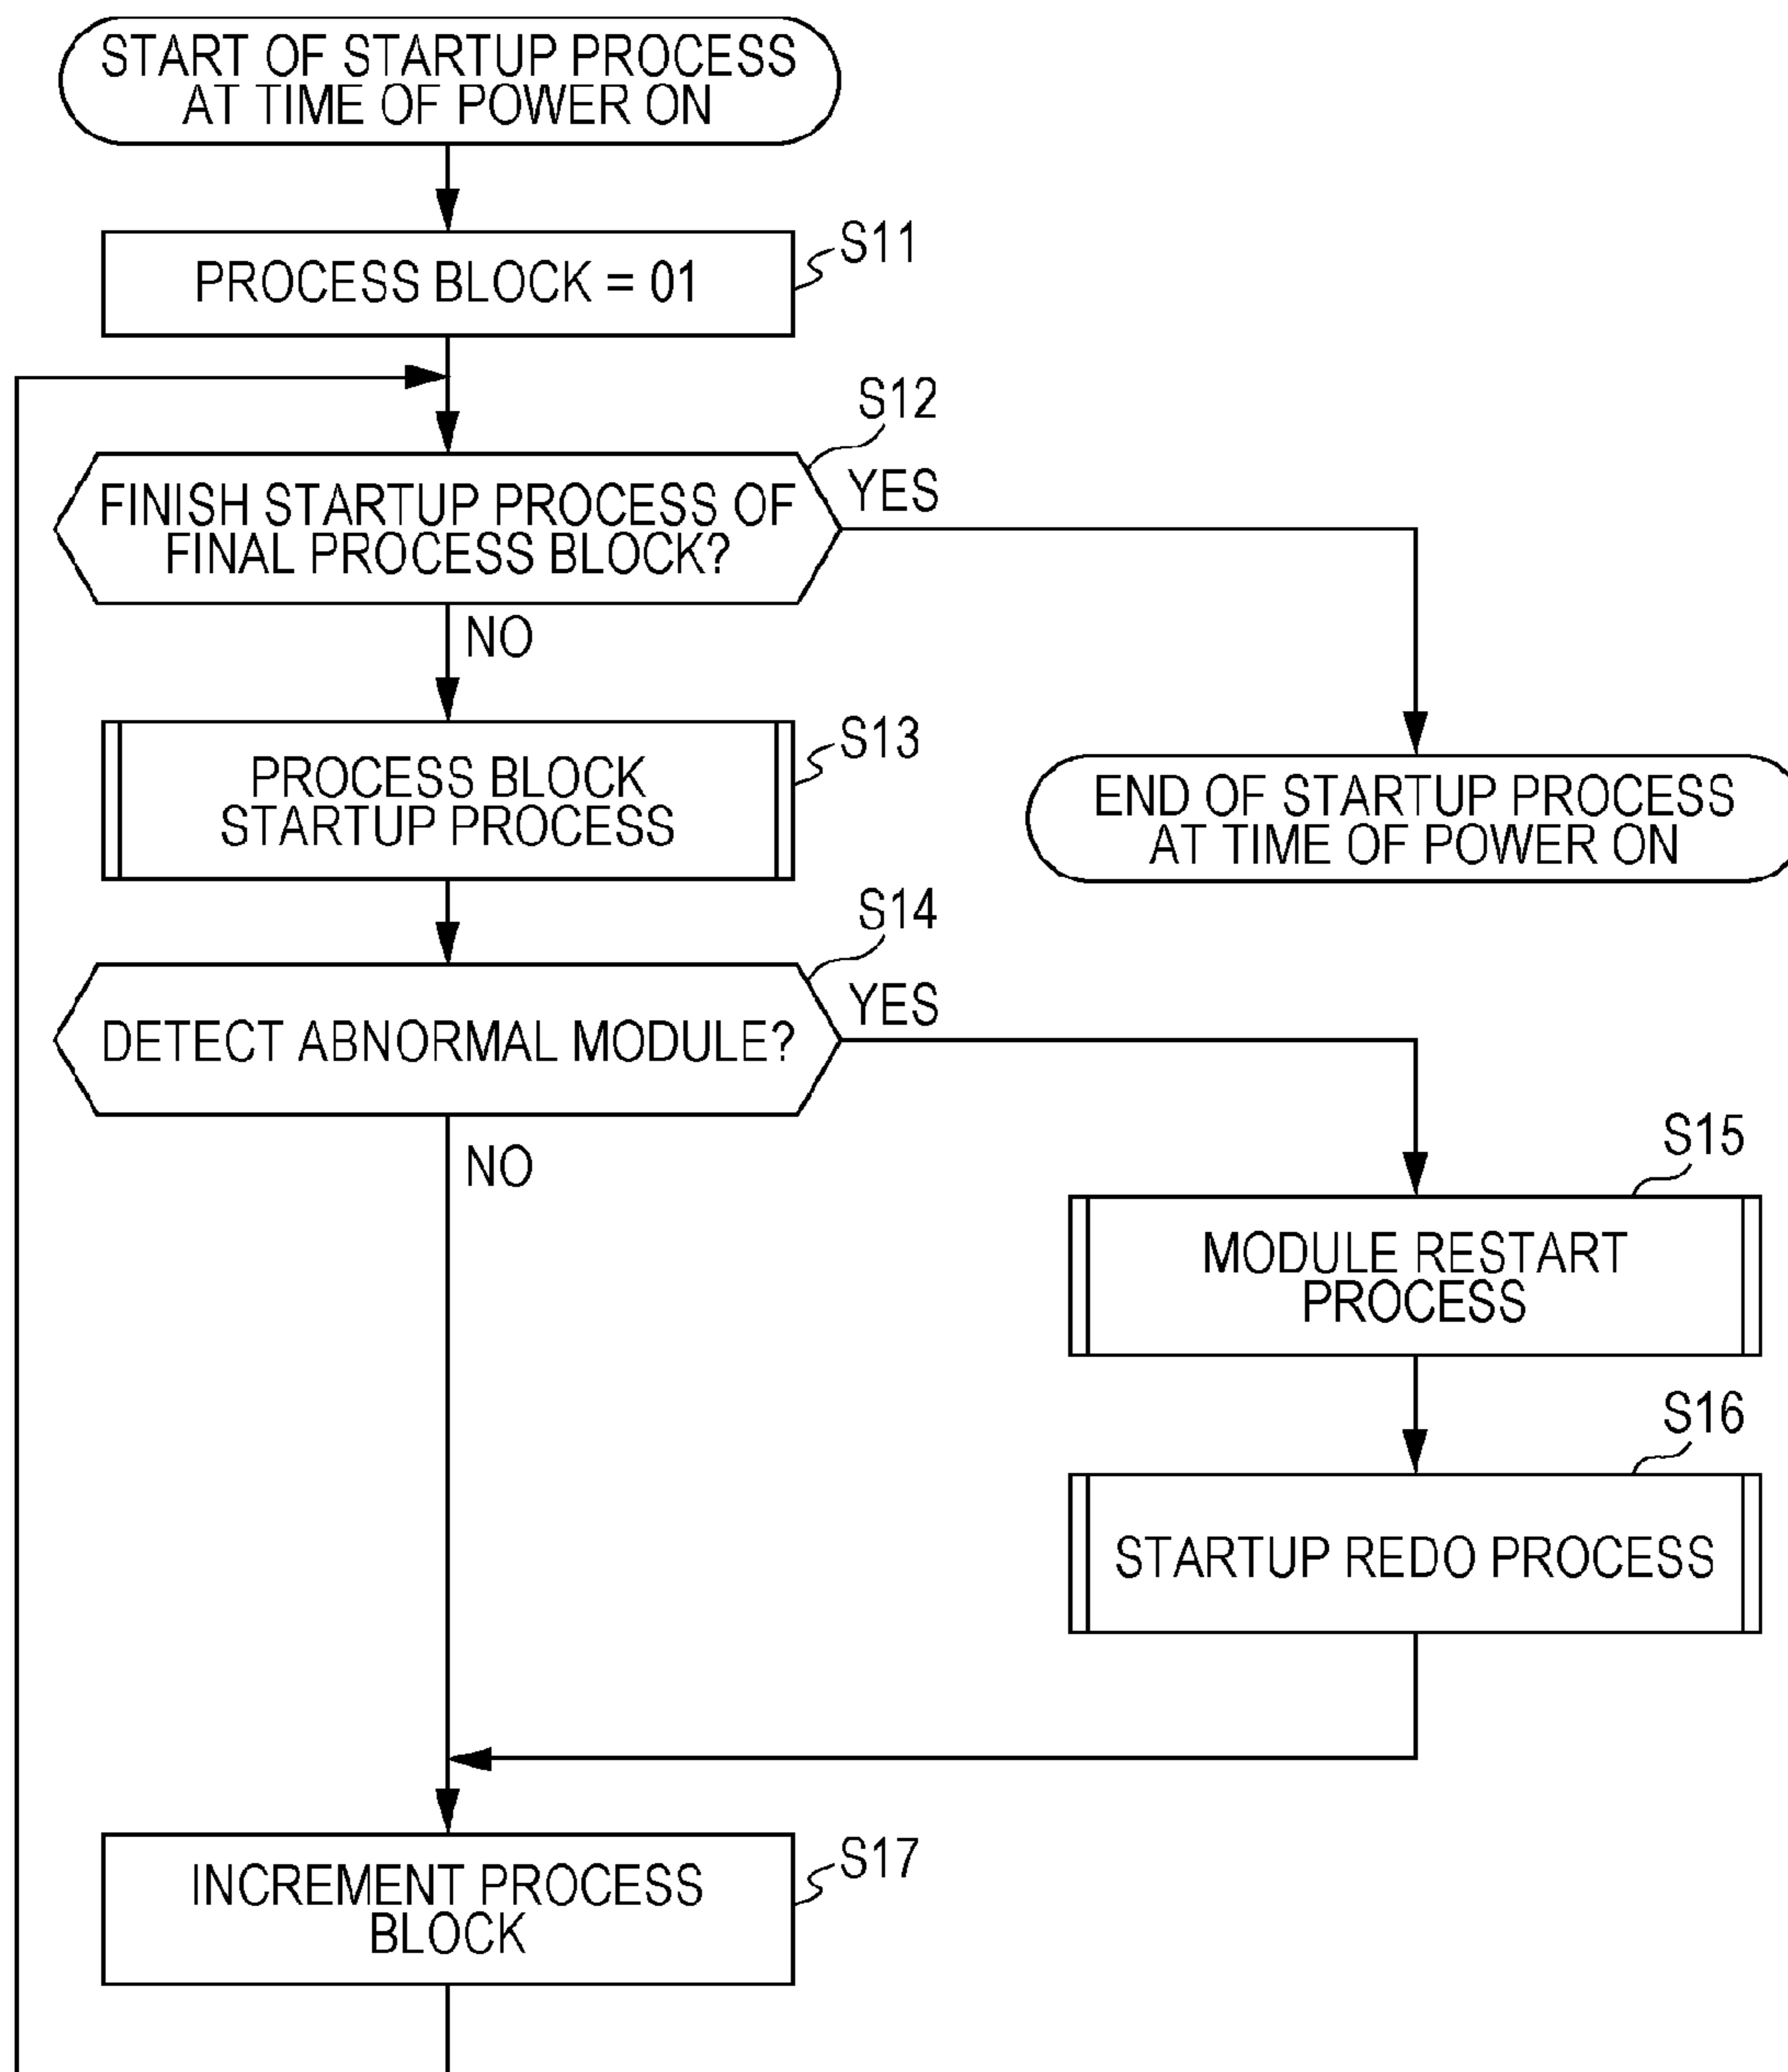 START OF STARTUP PROCESS
AT TIME OF POWER ON
S11
PROCESS BLOCK = 01
S12
FINISH STARTUP PROCESS OF
FINAL PROCESS BLOCK?
YES
NO
S13
PROCESS BLOCK
STARTUP PROCESS
END OF STARTUP PROCESS
AT TIME OF POWER ON
S14
DETECT ABNORMAL MODULE?
YES
NO
S15
MODULE RESTART
PROCESS
S16
STARTUP REDO PROCESS
S17
INCREMENT PROCESS
BLOCK